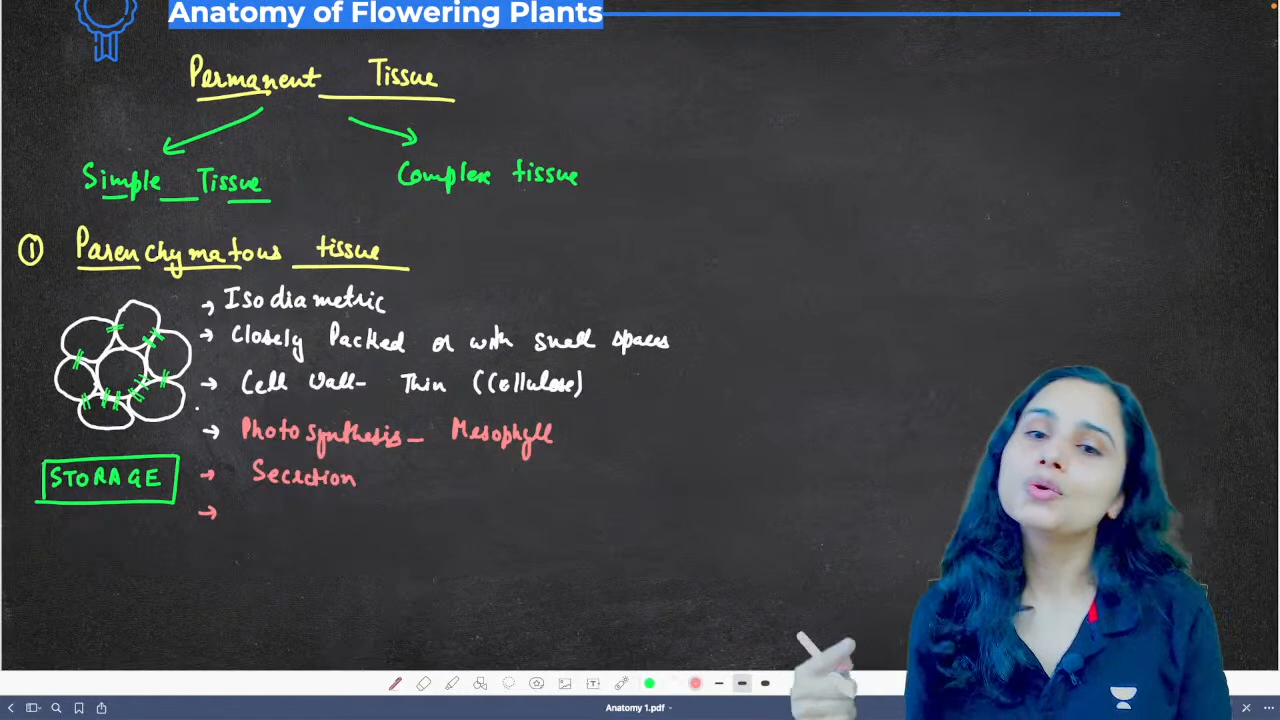 Anatomy of Flowering Plants
Permanent Tissue
Simple Tissue Complex tissue
① Parenchymatous tissue
→ Isodiametric
→ Closely Packed or with small spaces
→ Cell Wall- Thin (Cellulose)
→ Photosynthesis- Mesophyll
STORAGE → Secretion
→
Anatomy 1.pdf